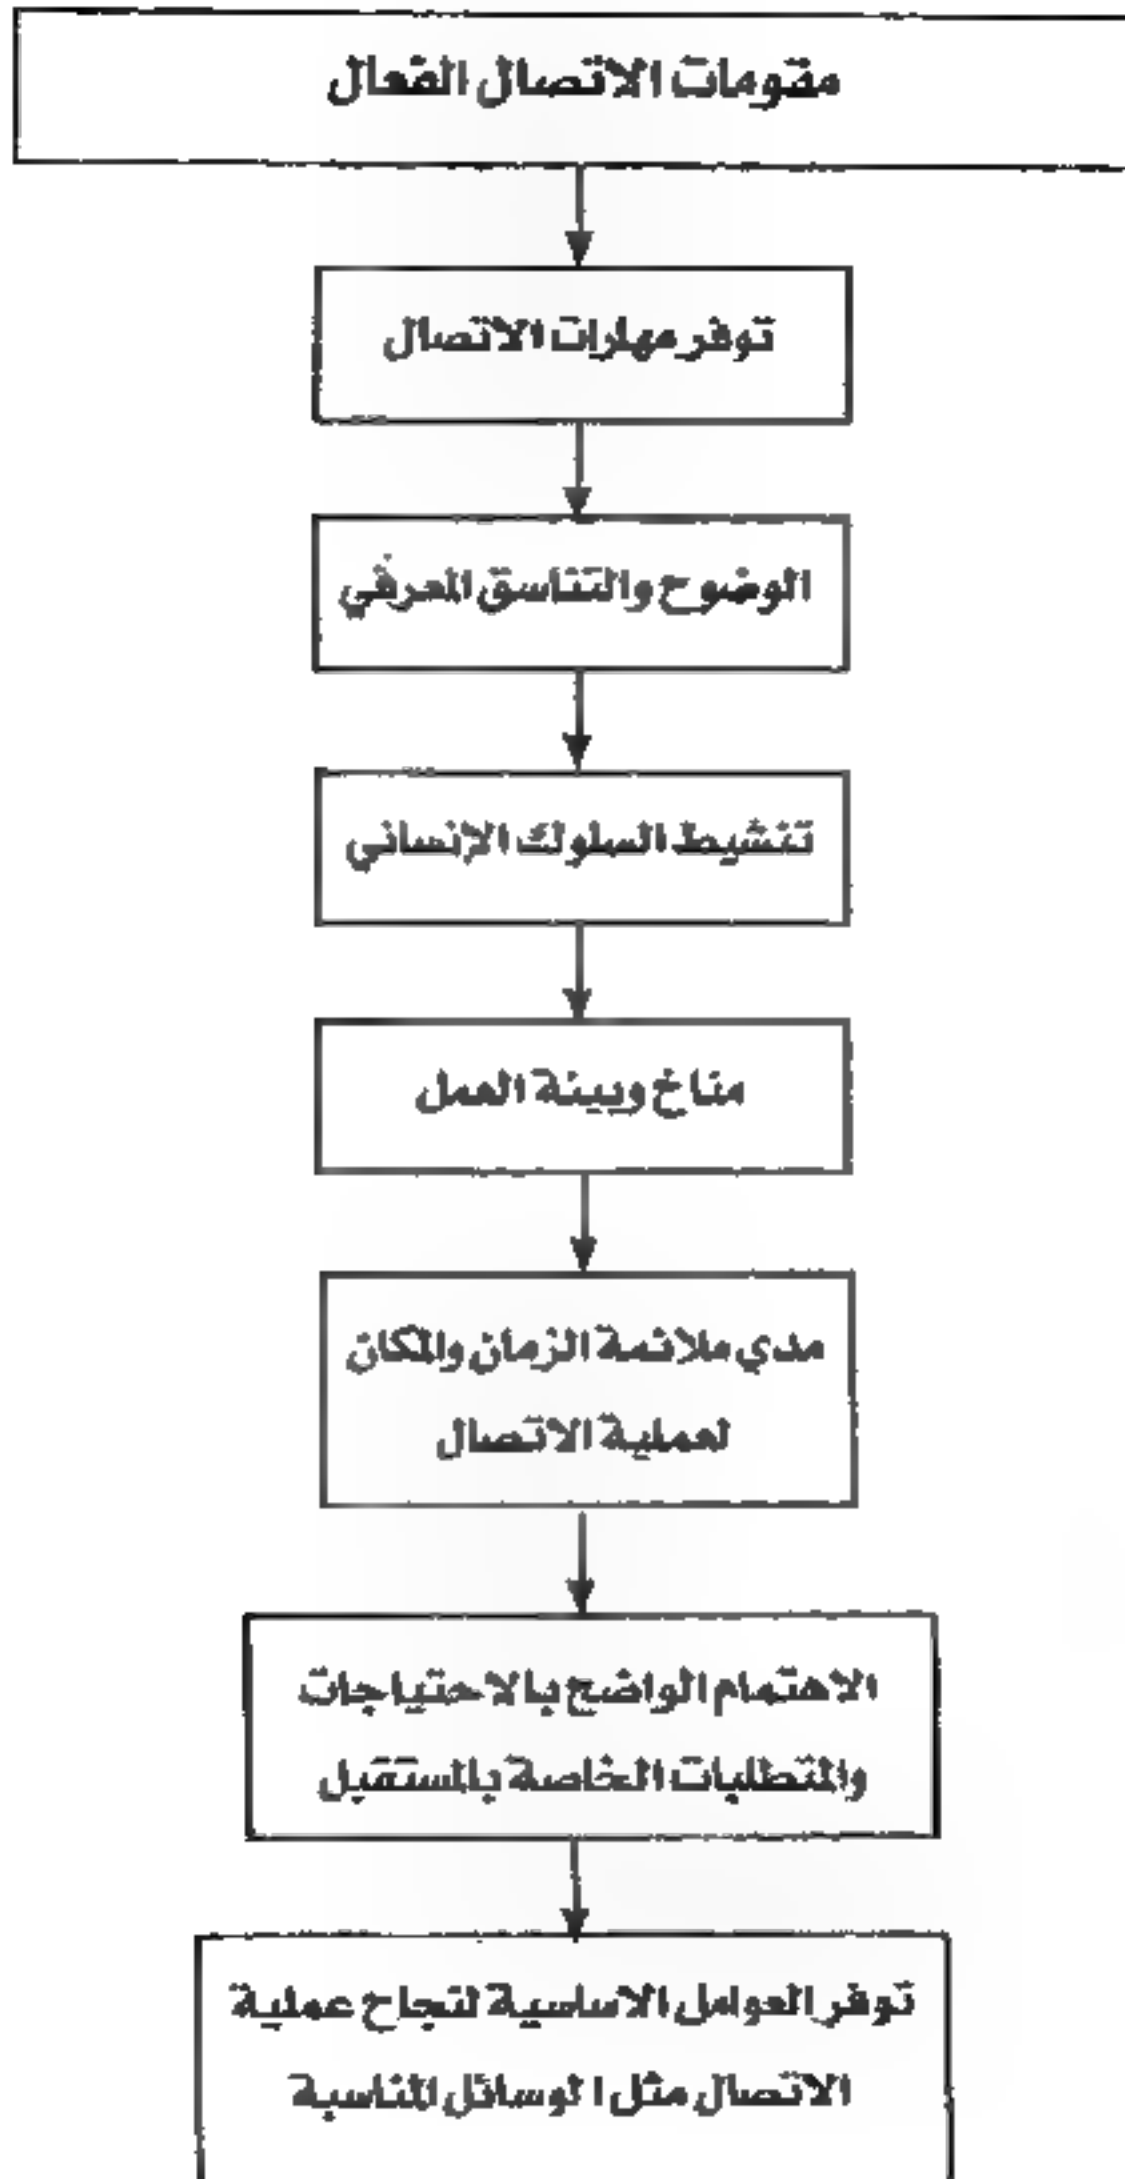 مقومات الاتصال الفعال
توفر مهارات الاتصال
الوضوح والتناسق المعرفي
تنشيط السلوك الإنساني
مناخ وبيئة العمل
مدي ملائمة الزمان والمكان
لعملية الاتصال
الاهتمام الواضح بالاحتياجات
والمتطلبات الخاصة بالمستقبل
توفر العوامل الاساسية لنجاح عملية
الاتصال مثل الوسائل المناسبة